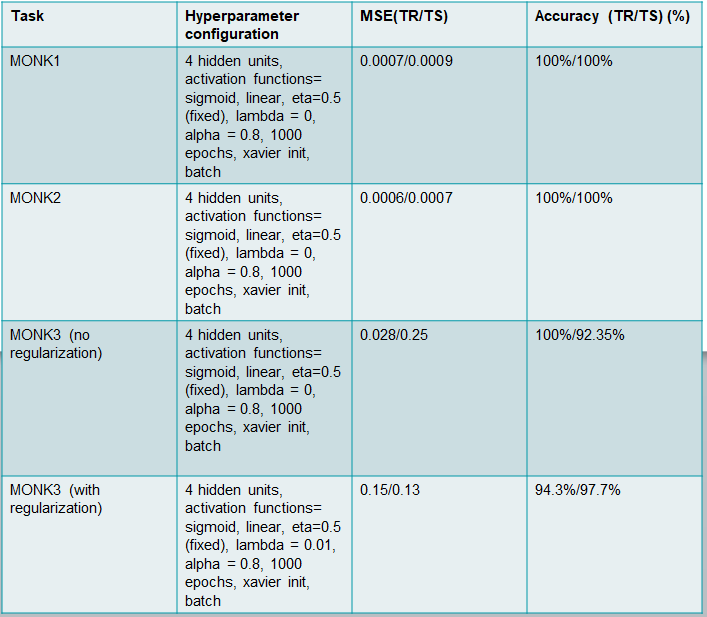 Task
Hyperparameter
configuration
MSE(TR/TS)
Accuracy (TR/TS) (%)
MONK1
4 hidden units,
activation functions=
sigmoid, linear, eta=0.5
(fixed), lambda = 0,
alpha = 0.8, 1000
epochs, xavier init,
batch
0.0007/0.0009
100%/100%
MONK2
4 hidden units,
activation functions=
sigmoid, linear, eta=0.5
(fixed), lambda = 0,
alpha = 0.8, 1000
epochs, xavier init,
batch
0.0006/0.0007
100%/100%
MONK3 (no
regularization)
4 hidden units,
activation functions=
sigmoid, linear, eta=0.5
(fixed), lambda = 0,
alpha = 0.8, 1000
epochs, xavier init,
batch
0.028/0.25
100%/92.35%
MONK3 (with
regularization)
4 hidden units,
activation functions=
sigmoid, linear, eta=0.5
(fixed), lambda = 0.01,
alpha = 0.8, 1000
epochs, xavier init,
batch
0.15/0.13
94.3%/97.7%